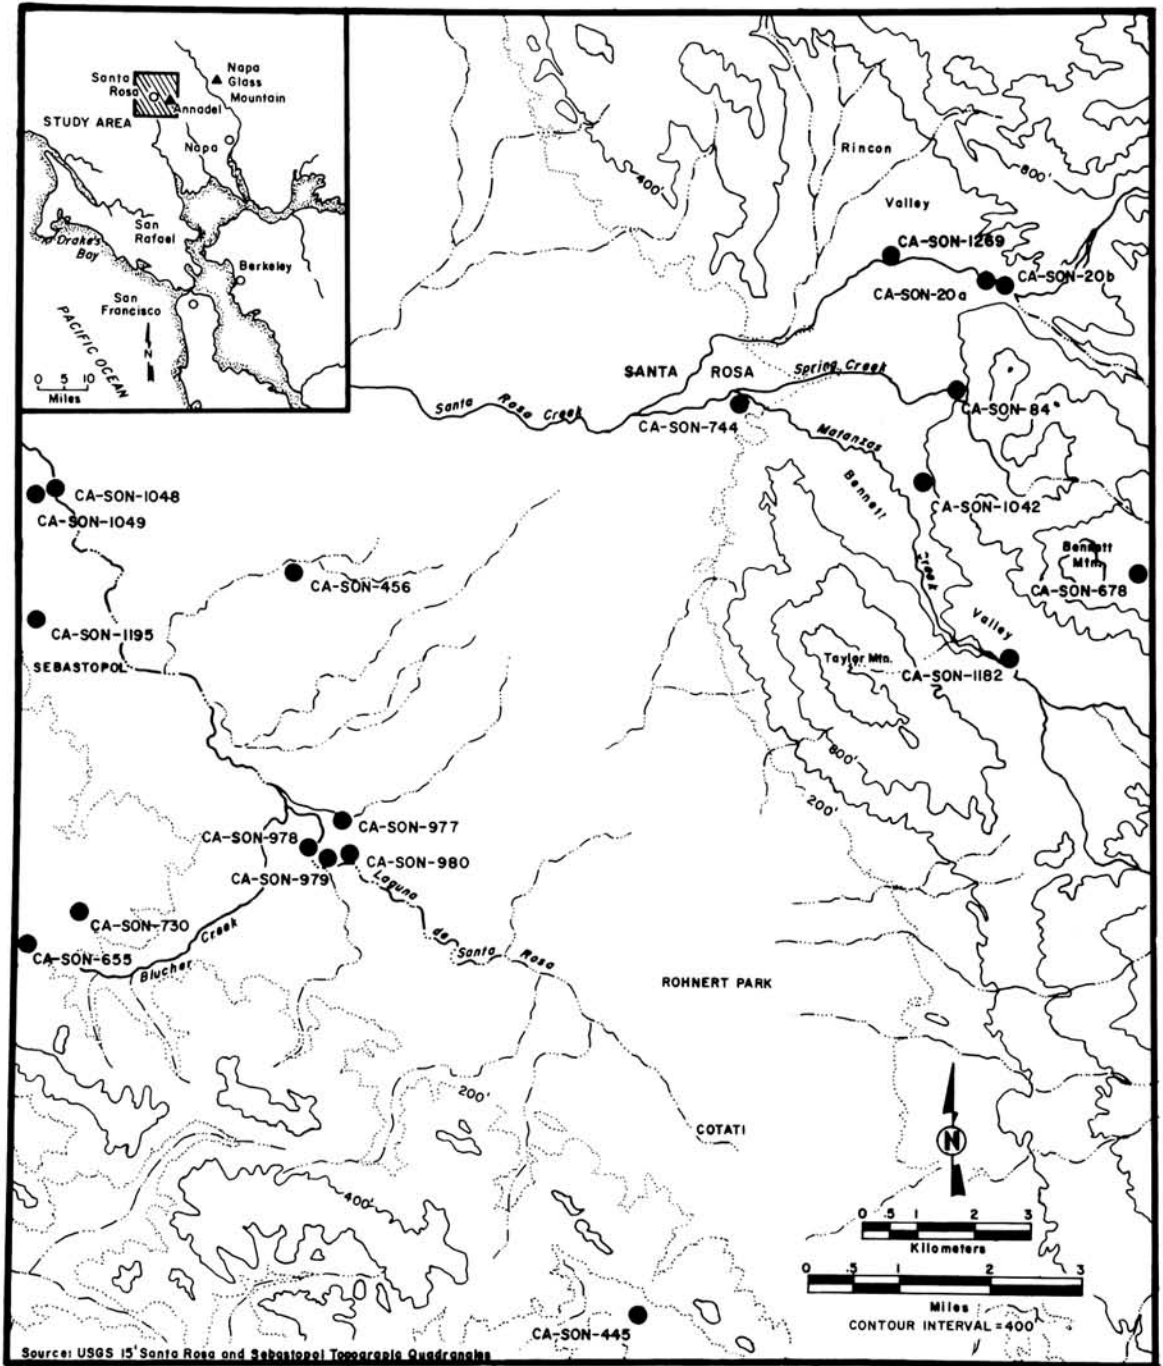 Santa
Rosa
Napa
Glass
Mountain
Annadel
STUDY AREA
Napa
San
Rafael
Drake's
Bay
Berkeley
San
Francisco
PACIFIC OCEAN
N
0 5 10
Miles
400'
Rincon
Valley
800'
CA-SON-1269
CA-SON-20a
CA-SON-20b
SANTA ROSA
Spring Creek
Santa Rosa Creek
CA-SON-744
CA-SON-84
Matanzas
Creek
Bennett
Valley
CA-SON-1042
CA-SON-1048
CA-SON-1049
CA-SON-456
Bennett
Mtn.
CA-SON-678
CA-SON-1195
SEBASTOPOL
Taylor Mtn.
CA-SON-1182
800'
200'
CA-SON-977
CA-SON-978
CA-SON-980
CA-SON-979
Laguna de Santa Rosa
CA-SON-730
CA-SON-655
Blucher Creek
ROHNERT PARK
200'
COTATI
400'
N
0 .5 1 2 3
Kilometers
0 .5 1 2 3
Miles
CONTOUR INTERVAL = 400'
CA-SON-445
Source: USGS 15' Santa Rosa and Sebastopol Topograpic Quadrangles